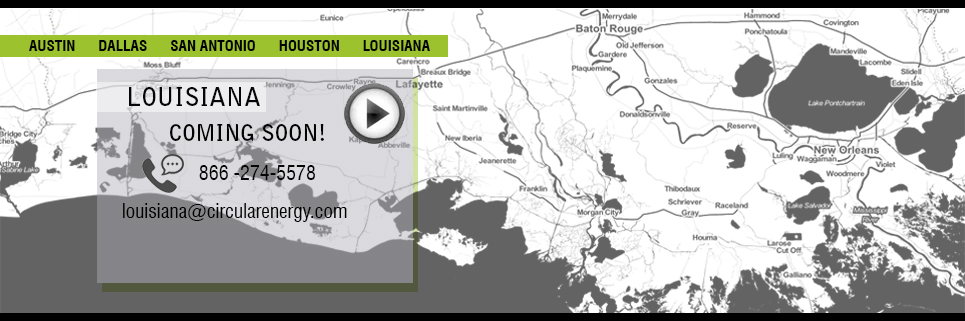 AUSTIN DALLAS SAN ANTONIO HOUSTON LOUISIANA
LOUISIANA
COMING SOON!
866 -274-5578
louisiana@circularenergy.com
Eunice
Moss Bluff
Jennings
Crowley
Rayne
Carencro
Breaux Bridge
Lafayette
Abbeville
Saint Martinville
New Iberia
Jeanerette
Franklin
Morgan City
Bridge City
Sabine Lake
Merrydale
Baton Rouge
Old Jefferson
Gardere
Plaquemine
Gonzales
Donaldsonville
Reserve
Hammond
Ponchatoula
Covington
Mandeville
Lacombe
Slidell
Eden Isle
Picayune
Lake Pontchartrain
New Orleans
Luling
Waggaman
Violet
Woodmere
Thibodaux
Schriever
Gray
Raceland
Lake Salvador
Mississippi
River
Houma
Larose
Cut Off
Galliano